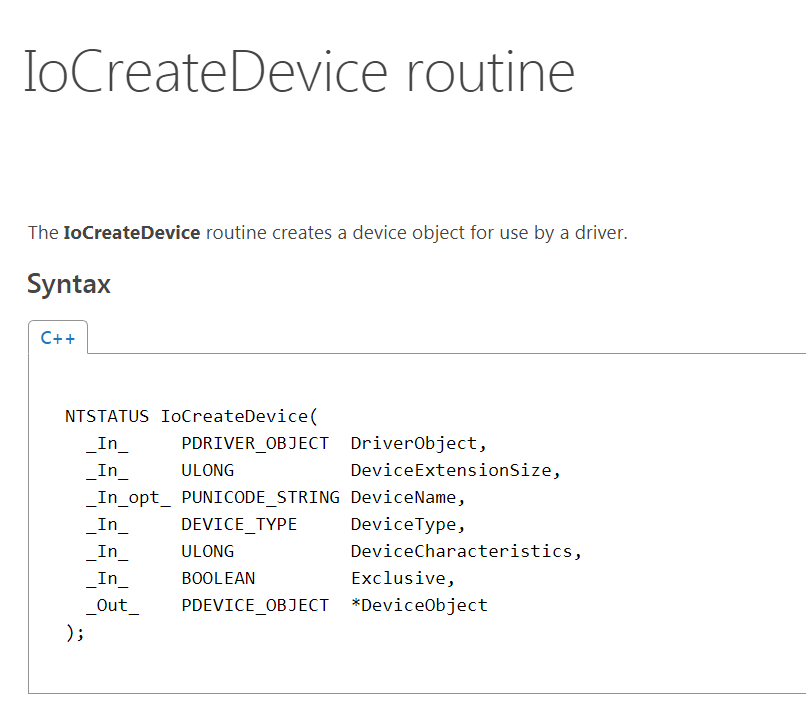 IoCreateDevice routine
The IoCreateDevice routine creates a device object for use by a driver.
Syntax
C++
NTSTATUS IoCreateDevice(
  _In_     PDRIVER_OBJECT  DriverObject,
  _In_     ULONG           DeviceExtensionSize,
  _In_opt_ PUNICODE_STRING DeviceName,
  _In_     DEVICE_TYPE     DeviceType,
  _In_     ULONG           DeviceCharacteristics,
  _In_     BOOLEAN         Exclusive,
  _Out_    PDEVICE_OBJECT  *DeviceObject
);